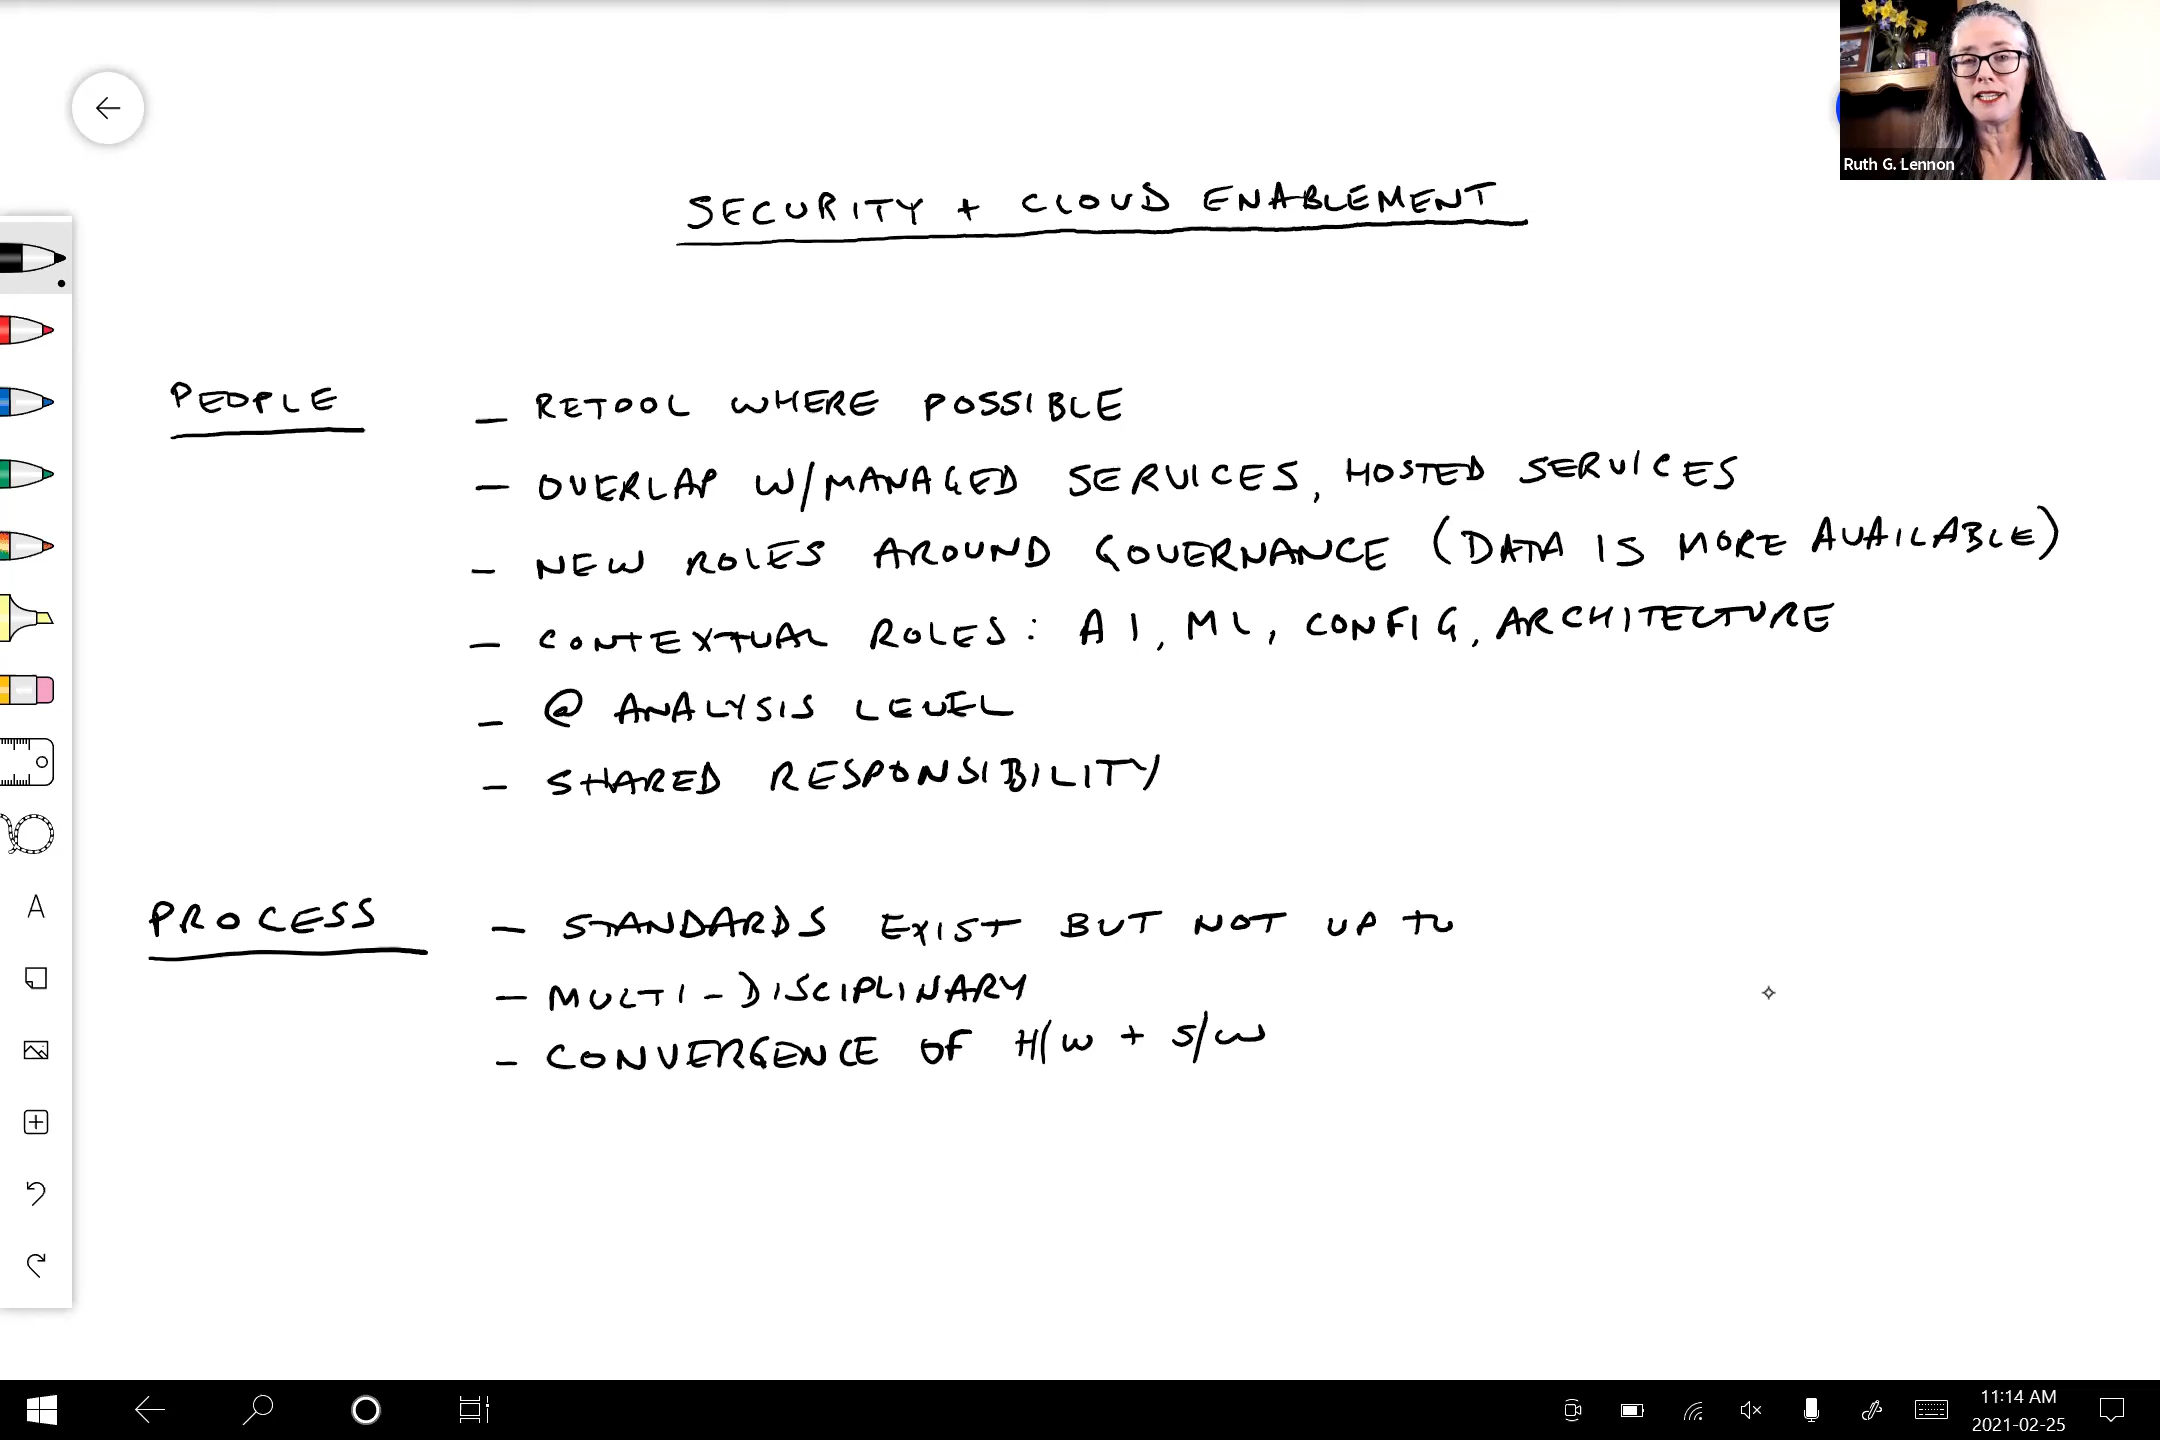 Ruth G. Lennon
SECURITY + CLOUD ENABLEMENT
PEOPLE
- RETOOL WHERE POSSIBLE
- OVERLAP W/MANAGED SERVICES, HOSTED SERVICES
- NEW ROLES AROUND GOVERNANCE (DATA IS MORE AVAILABLE)
- CONTEXTUAL ROLES: AI, ML, CONFIG, ARCHITECTURE
- @ ANALYSIS LEVEL
- SHARED RESPONSIBILITY
PROCESS
- STANDARDS EXIST BUT NOT UP TO
- MULTI-DISCIPLINARY
- CONVERGENCE OF H/W + S/W
A
11:14 AM
2021-02-25